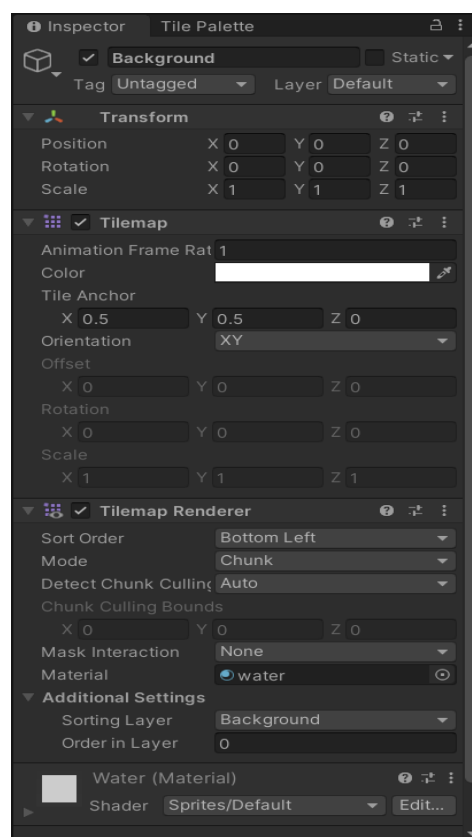 Inspector Tile Palette
Background Static
Tag Untagged Layer Default
Transform
Position X 0 Y 0 Z 0
Rotation X 0 Y 0 Z 0
Scale X 1 Y 1 Z 1
Tilemap
Animation Frame Rat 1
Color
Tile Anchor
X 0.5 Y 0.5 Z 0
Orientation XY
Offset
X 0 Y 0 Z 0
Rotation
X 0 Y 0 Z 0
Scale
X 1 Y 1 Z 1
Tilemap Renderer
Sort Order Bottom Left
Mode Chunk
Detect Chunk Culling Auto
Chunk Culling Bounds
X 0 Y 0 Z 0
Mask Interaction None
Material water
Additional Settings
Sorting Layer Background
Order in Layer 0
Water (Material)
Shader Sprites/Default Edit...